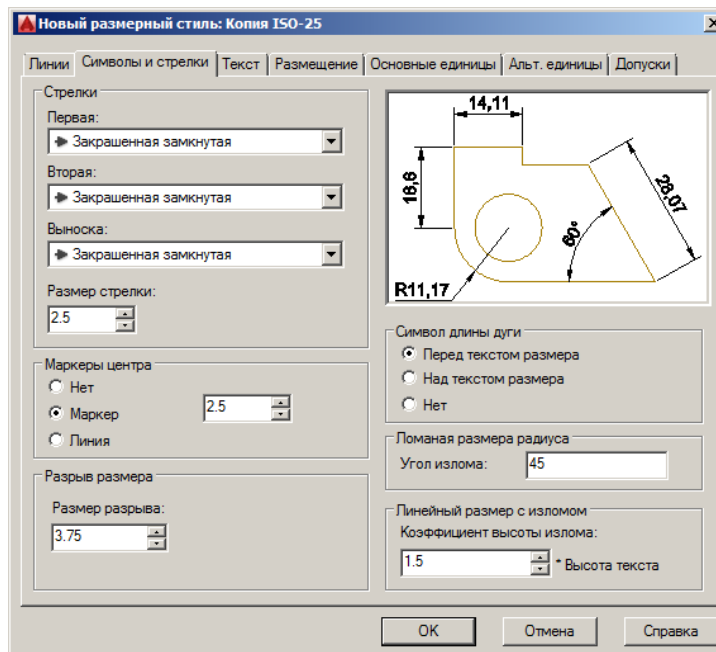 Новый размерный стиль: Копия ISO-25
Линии Символы и стрелки Текст Размещение Основные единицы Альт. единицы Допуски
Стрелки
Первая:
Закрашенная замкнутая
Вторая:
Закрашенная замкнутая
Выноска:
Закрашенная замкнутая
Размер стрелки:
2.5
Маркеры центра
Нет
Маркер
2.5
Линия
Разрыв размера
Размер разрыва:
3.75
14,11
18,6
28,07
60°
R11,17
Символ длины дуги
Перед текстом размера
Над текстом размера
Нет
Ломаная размера радиуса
Угол излома: 45
Линейный размер с изломом
Коэффициент высоты излома:
1.5 * Высота текста
OK Отмена Справка